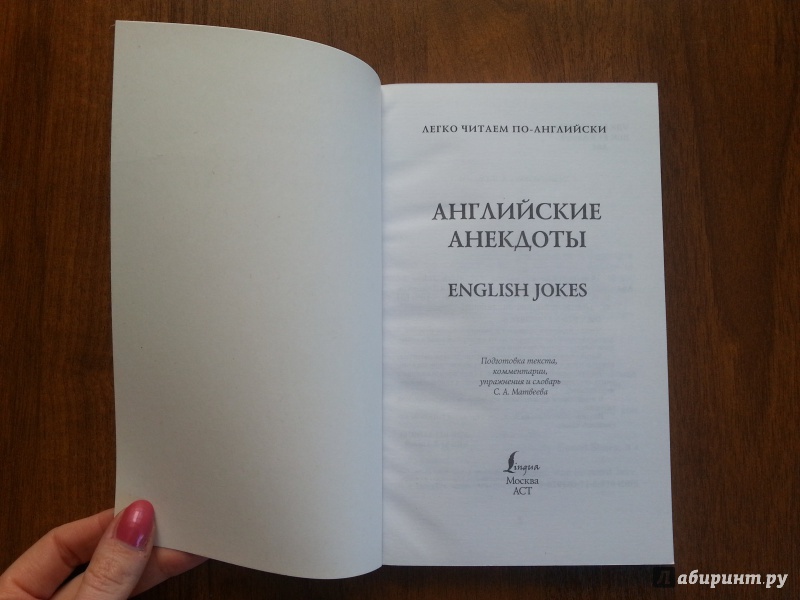 ЛЕГКО ЧИТАЕМ ПО-АНГЛИЙСКИ
АНГЛИЙСКИЕ
АНЕКДОТЫ
ENGLISH JOKES
Подготовка текста,
комментарии,
упражнения и словарь
С. А. Матвеева
Lingua
Москва
АСТ
Лабиринт.ру